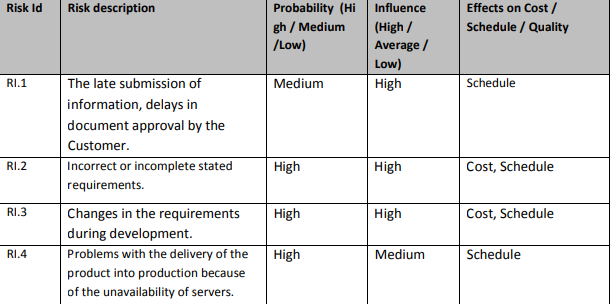 Risk Id Risk description Probability (Hi Influence Effects on Cost /
gh / Medium (High / Schedule / Quality
/Low) Average /
Low)
RI.1 The late submission of Medium High Schedule
information, delays in
document approval by the
Customer.
RI.2 Incorrect or incomplete stated High High Cost, Schedule
requirements.
RI.3 Changes in the requirements High High Cost, Schedule
during development.
RI.4 Problems with the delivery of the High Medium Schedule
product into production because
of the unavailability of servers.